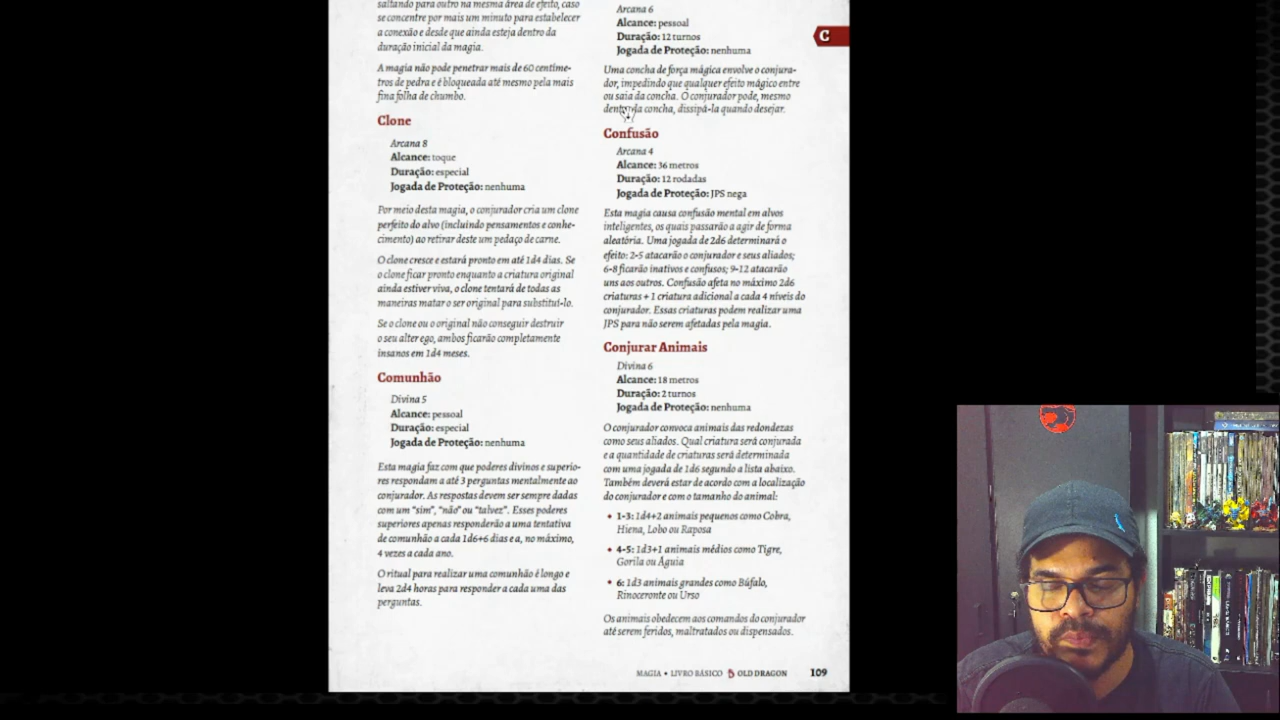 saltando para outro na mesma área de efeito, caso
se concentre por mais um minuto para estabelecer
a conexão e desde que ainda esteja dentro da
duração inicial da magia.
A magia não pode penetrar mais de 60 centíme-
tros de pedra e é bloqueada até mesmo pela mais
fina folha de chumbo.
Clone
Arcana 8
Alcance: toque
Duração: especial
Jogada de Proteção: nenhuma
Por meio desta magia, o conjurador cria um clone
perfeito do alvo (incluindo pensamentos e conhe-
cimento) ao retirar deste um pedaço de carne.
O clone cresce e estará pronto em até 1d4 dias. Se
o clone ficar pronto enquanto a criatura original
ainda estiver viva, o clone tentará de todas as
maneiras matar o ser original para substituí-lo.
Se o clone ou o original não conseguir destruir
o seu alter ego, ambos ficarão completamente
insanos em 1d4 meses.
Comunhão
Divina 5
Alcance: pessoal
Duração: especial
Jogada de Proteção: nenhuma
Esta magia faz com que poderes divinos e superio-
res respondam a até 3 perguntas mentalmente ao
conjurador. As respostas devem ser sempre dadas
com um "sim", "não" ou "talvez". Esses poderes
superiores apenas responderão a uma tentativa
de comunhão a cada 1d6+6 dias e a, no máximo,
4 vezes a cada ano.
O ritual para realizar uma comunhão é longo e
leva 2d4 horas para responder a cada uma das
perguntas.
Arcana 6
Alcance: pessoal
Duração: 12 turnos
Jogada de Proteção: nenhuma
Uma concha de força mágica envolve o conjura-
dor, impedindo que qualquer efeito mágico entre
ou saia da concha. O conjurador pode, mesmo
dentro da concha, dissipá-la quando desejar.
Confusão
Arcana 4
Alcance: 36 metros
Duração: 12 rodadas
Jogada de Proteção: JPS nega
Esta magia causa confusão mental em alvos
inteligentes, os quais passarão a agir de forma
aleatória. Uma jogada de 2d6 determinará o
efeito: 2-5 atacarão o conjurador e seus aliados;
6-8 ficarão inativos e confusos; 9-12 atacarão
uns aos outros. Confusão afeta no máximo 2d6
criaturas + 1 criatura adicional a cada 4 níveis do
conjurador. Essas criaturas podem realizar uma
JPS para não serem afetadas pela magia.
Conjurar Animais
Divina 6
Alcance: 18 metros
Duração: 2 turnos
Jogada de Proteção: nenhuma
O conjurador convoca animais das redondezas
como seus aliados. Qual criatura será conjurada
e a quantidade de criaturas será determinada
com uma jogada de 1d6 segundo a lista abaixo.
Também deverá estar de acordo com a localização
do conjurador e com o tamanho do animal:
• 1-3: 1d4+2 animais pequenos como Cobra,
Hiena, Lobo ou Raposa
• 4-5: 1d3+1 animais médios como Tigre,
Gorila ou Águia
• 6: 1d3 animais grandes como Búfalo,
Rinoceronte ou Urso
Os animais obedecem aos comandos do conjurador
até serem feridos, maltratados ou dispensados.
C
MAGIA • LIVRO BÁSICO OLD DRAGON 109